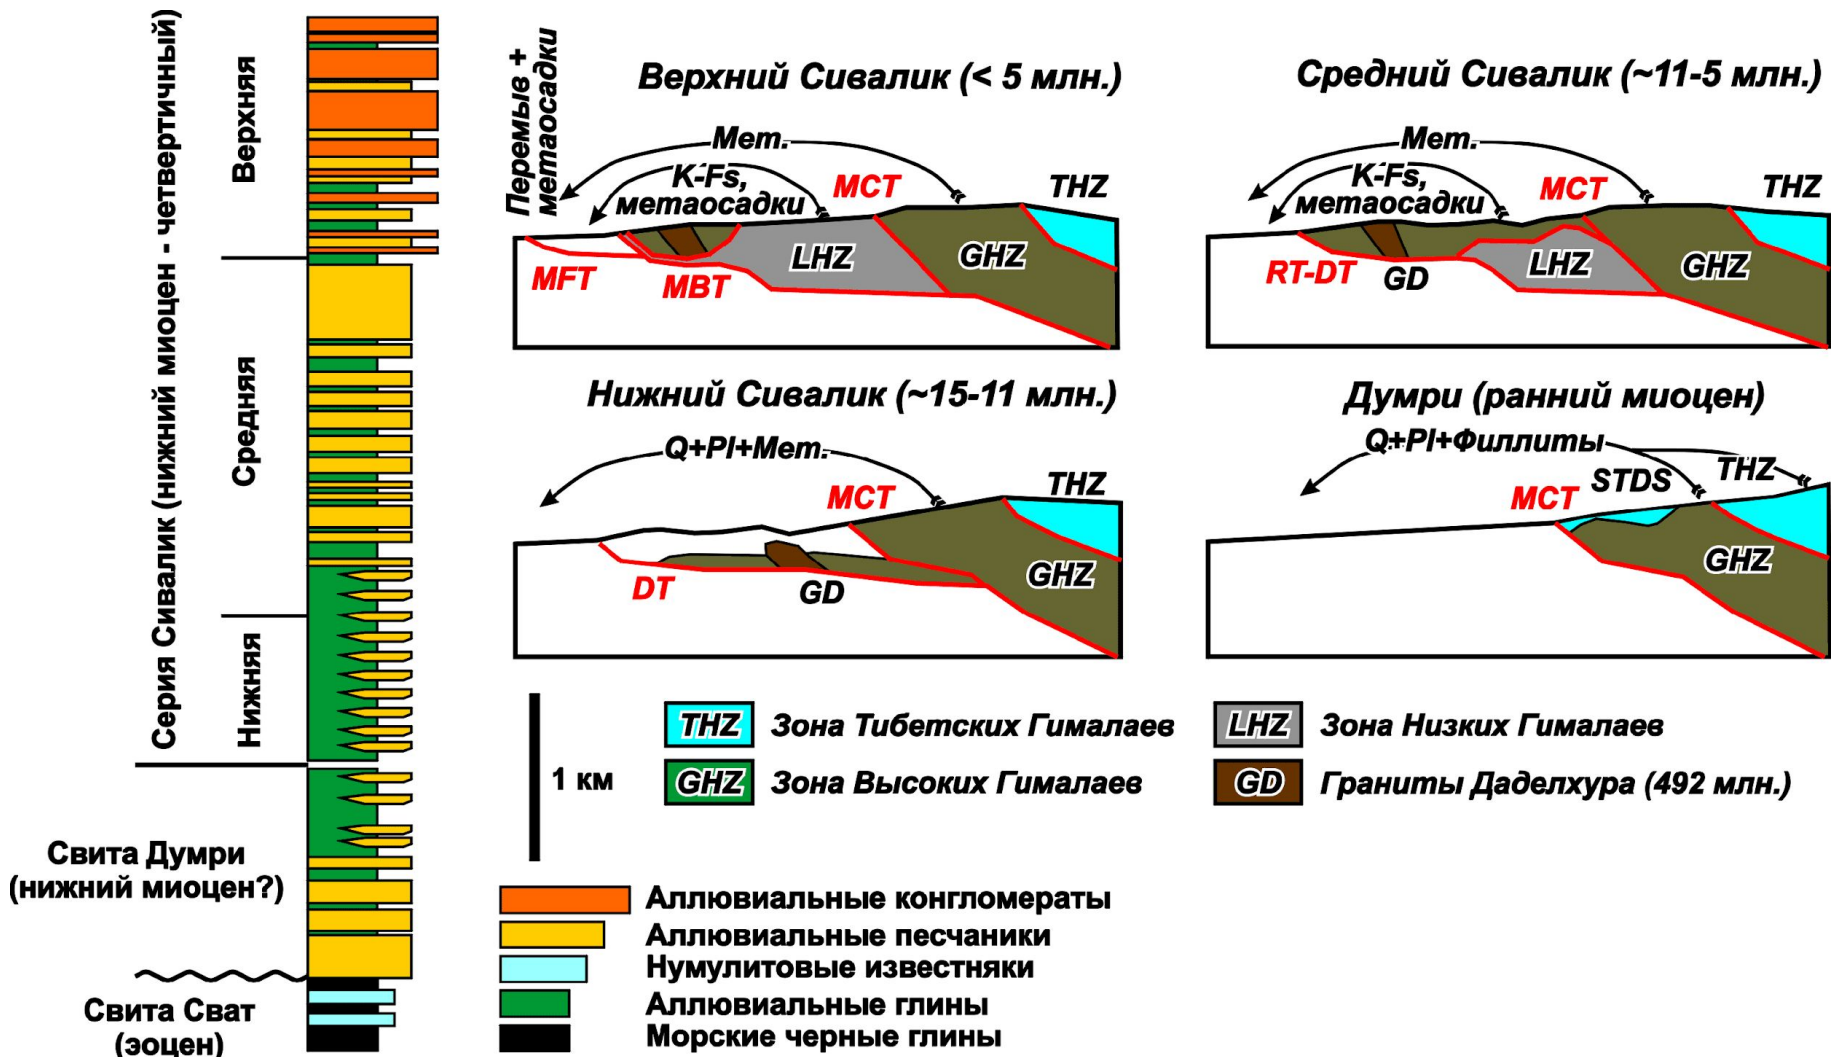 Серия Сивалик (нижний миоцен - четвертичный)
Верхняя
Средняя
Нижняя
Свита Думри
(нижний миоцен?)
Свита Сват
(эоцен)
Перемые +
метаосадки
Верхний Сивалик (< 5 млн.)
Мет.
K-Fs,
метаосадки
MCT
THZ
LHZ
GHZ
MFT
MBT
Средний Сивалик (~11-5 млн.)
Мет.
K-Fs,
метаосадки
MCT
THZ
LHZ
GHZ
RT-DT
GD
Нижний Сивалик (~15-11 млн.)
Q+Pl+Мет.
MCT
THZ
GHZ
DT
GD
Думри (ранний миоцен)
Q+Pl+Филлиты
STDS
THZ
MCT
GHZ
1 км
THZ Зона Тибетских Гималаев
GHZ Зона Высоких Гималаев
LHZ Зона Низких Гималаев
GD Граниты Даделхура (492 млн.)
Аллювиальные конгломераты
Аллювиальные песчаники
Нумулитовые известняки
Аллювиальные глины
Морские черные глины